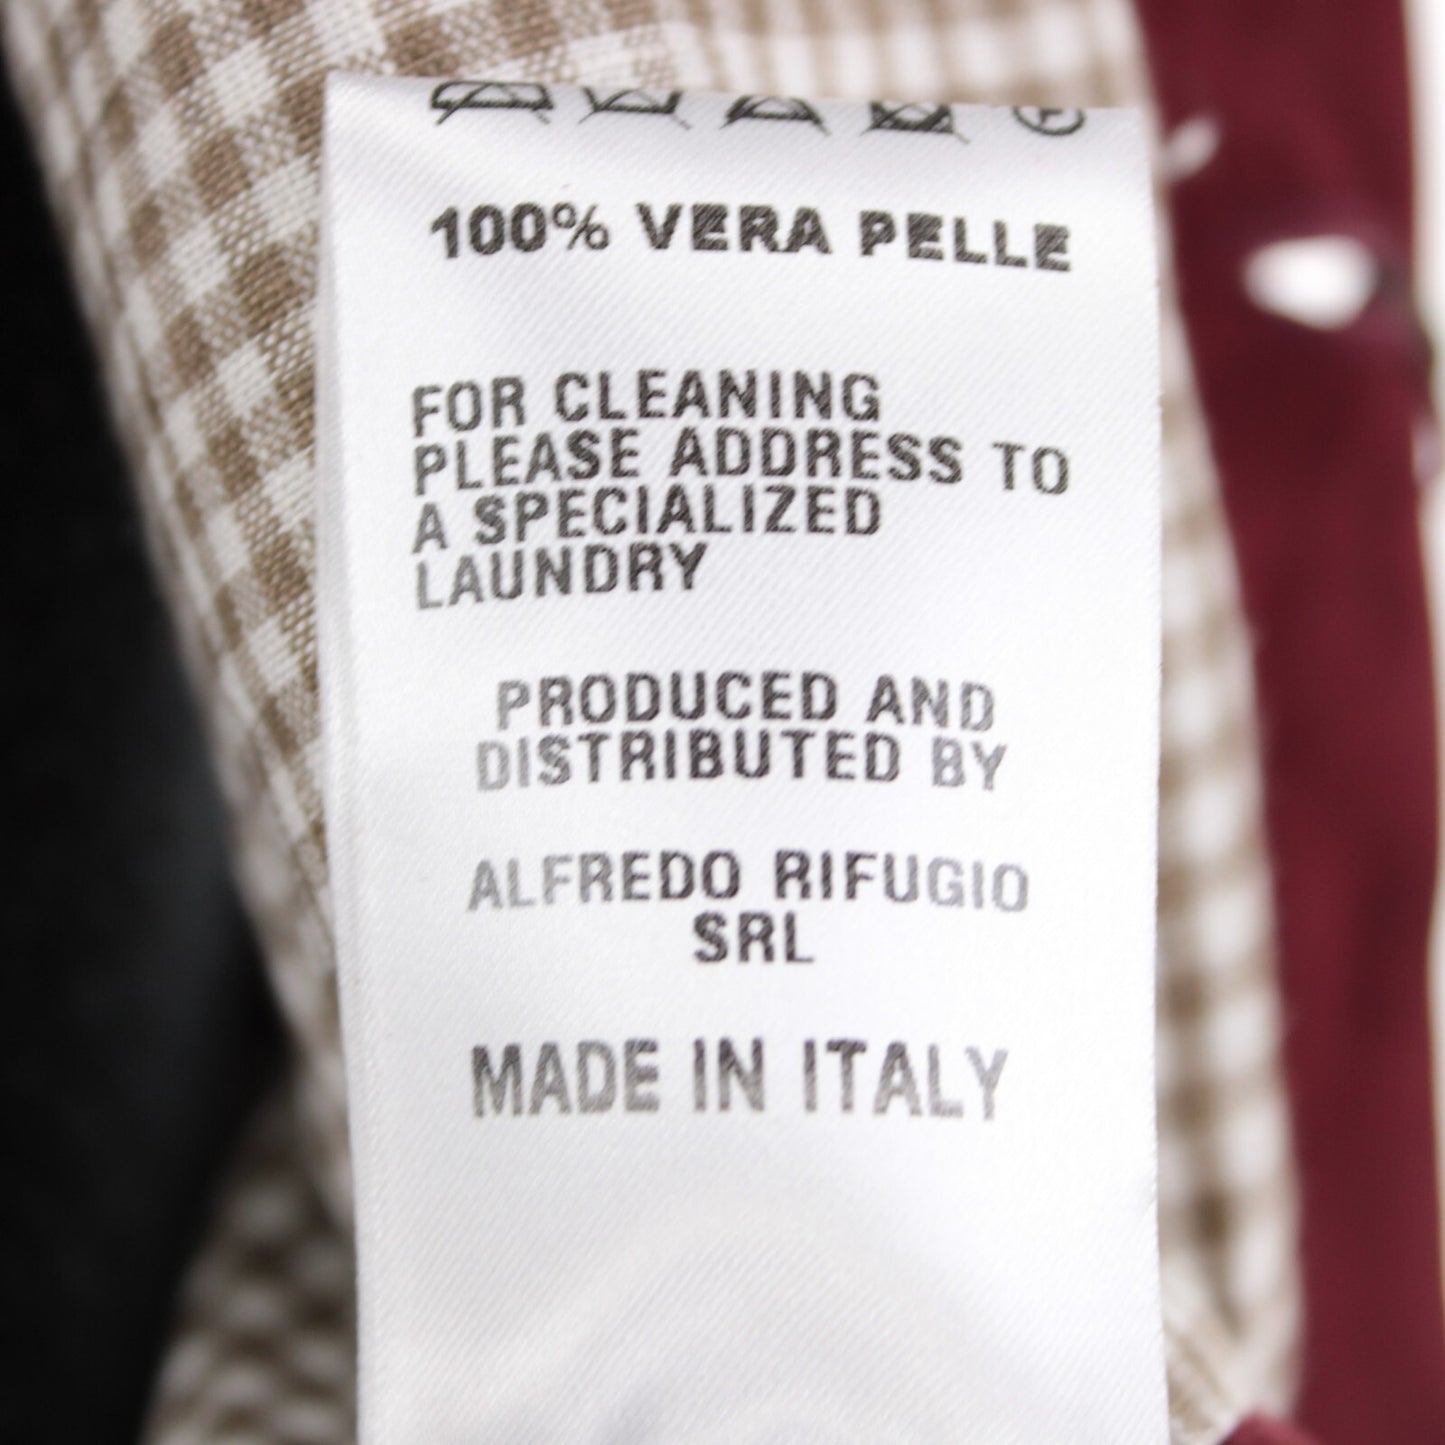 100% VERA PELLE
FOR CLEANING
PLEASE ADDRESS TO
A SPECIALIZED
LAUNDRY
PRODUCED AND
DISTRIBUTED BY
ALFREDO RIFUGIO
SRL
MADE IN ITALY